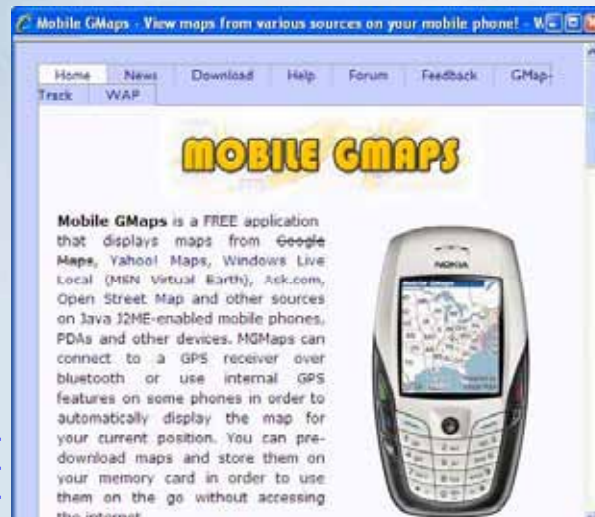 Mobile GMaps - View maps from various sources on your mobile phone! - W
Home News Download Help Forum Feedback GMap-
Track WAP
MOBILE GMAPS
Mobile GMaps is a FREE application
that displays maps from Google
Maps, Yahoo! Maps, Windows Live
Local (MSN Virtual Earth), Ask.com,
Open Street Map and other sources
on Java J2ME-enabled mobile phones,
PDAs and other devices. MGMaps can
connect to a GPS receiver over
bluetooth or use internal GPS
features on some phones in order to
automatically display the map for
your current position. You can pre-
download maps and store them on
your memory card in order to use
them on the go without accessing
the internet
NOKIA